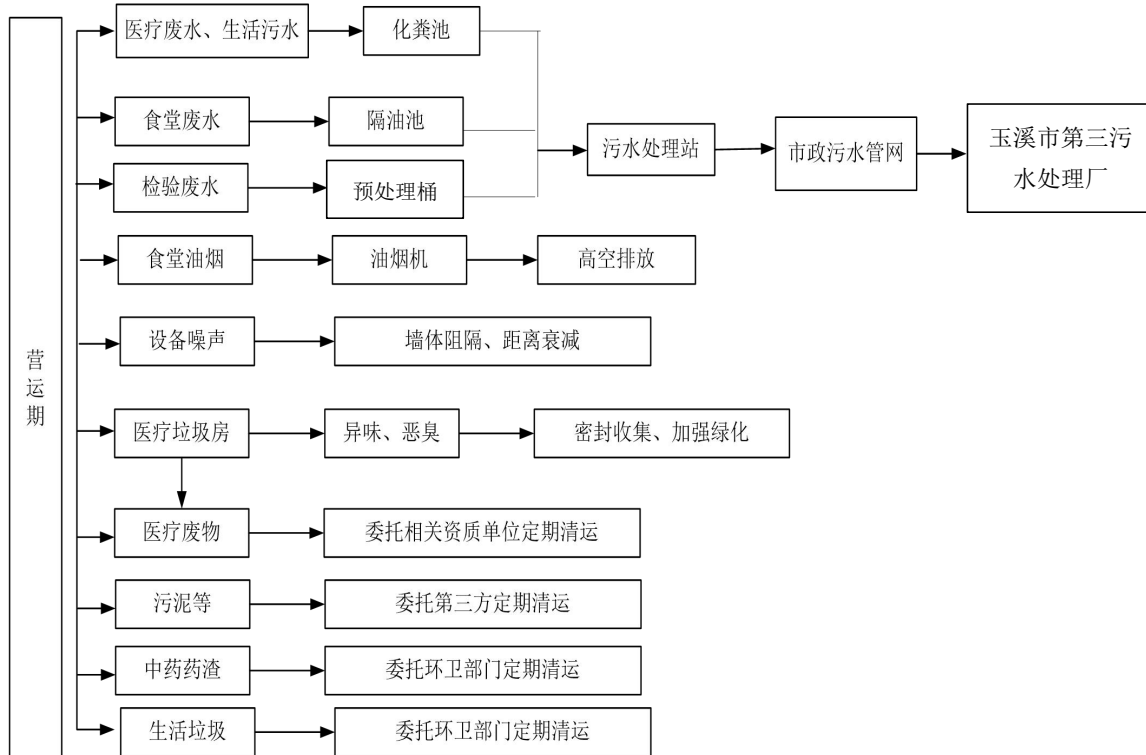 医疗废水、生活污水
化粪池
食堂废水
隔油池
污水处理站
市政污水管网
玉溪市第三污
水处理厂
检验废水
预处理桶
食堂油烟
油烟机
高空排放
设备噪声
墙体阻隔、距离衰减
营
运
期
医疗垃圾房
异味、恶臭
密封收集、加强绿化
医疗废物
委托相关资质单位定期清运
污泥等
委托第三方定期清运
中药药渣
委托环卫部门定期清运
生活垃圾
委托环卫部门定期清运